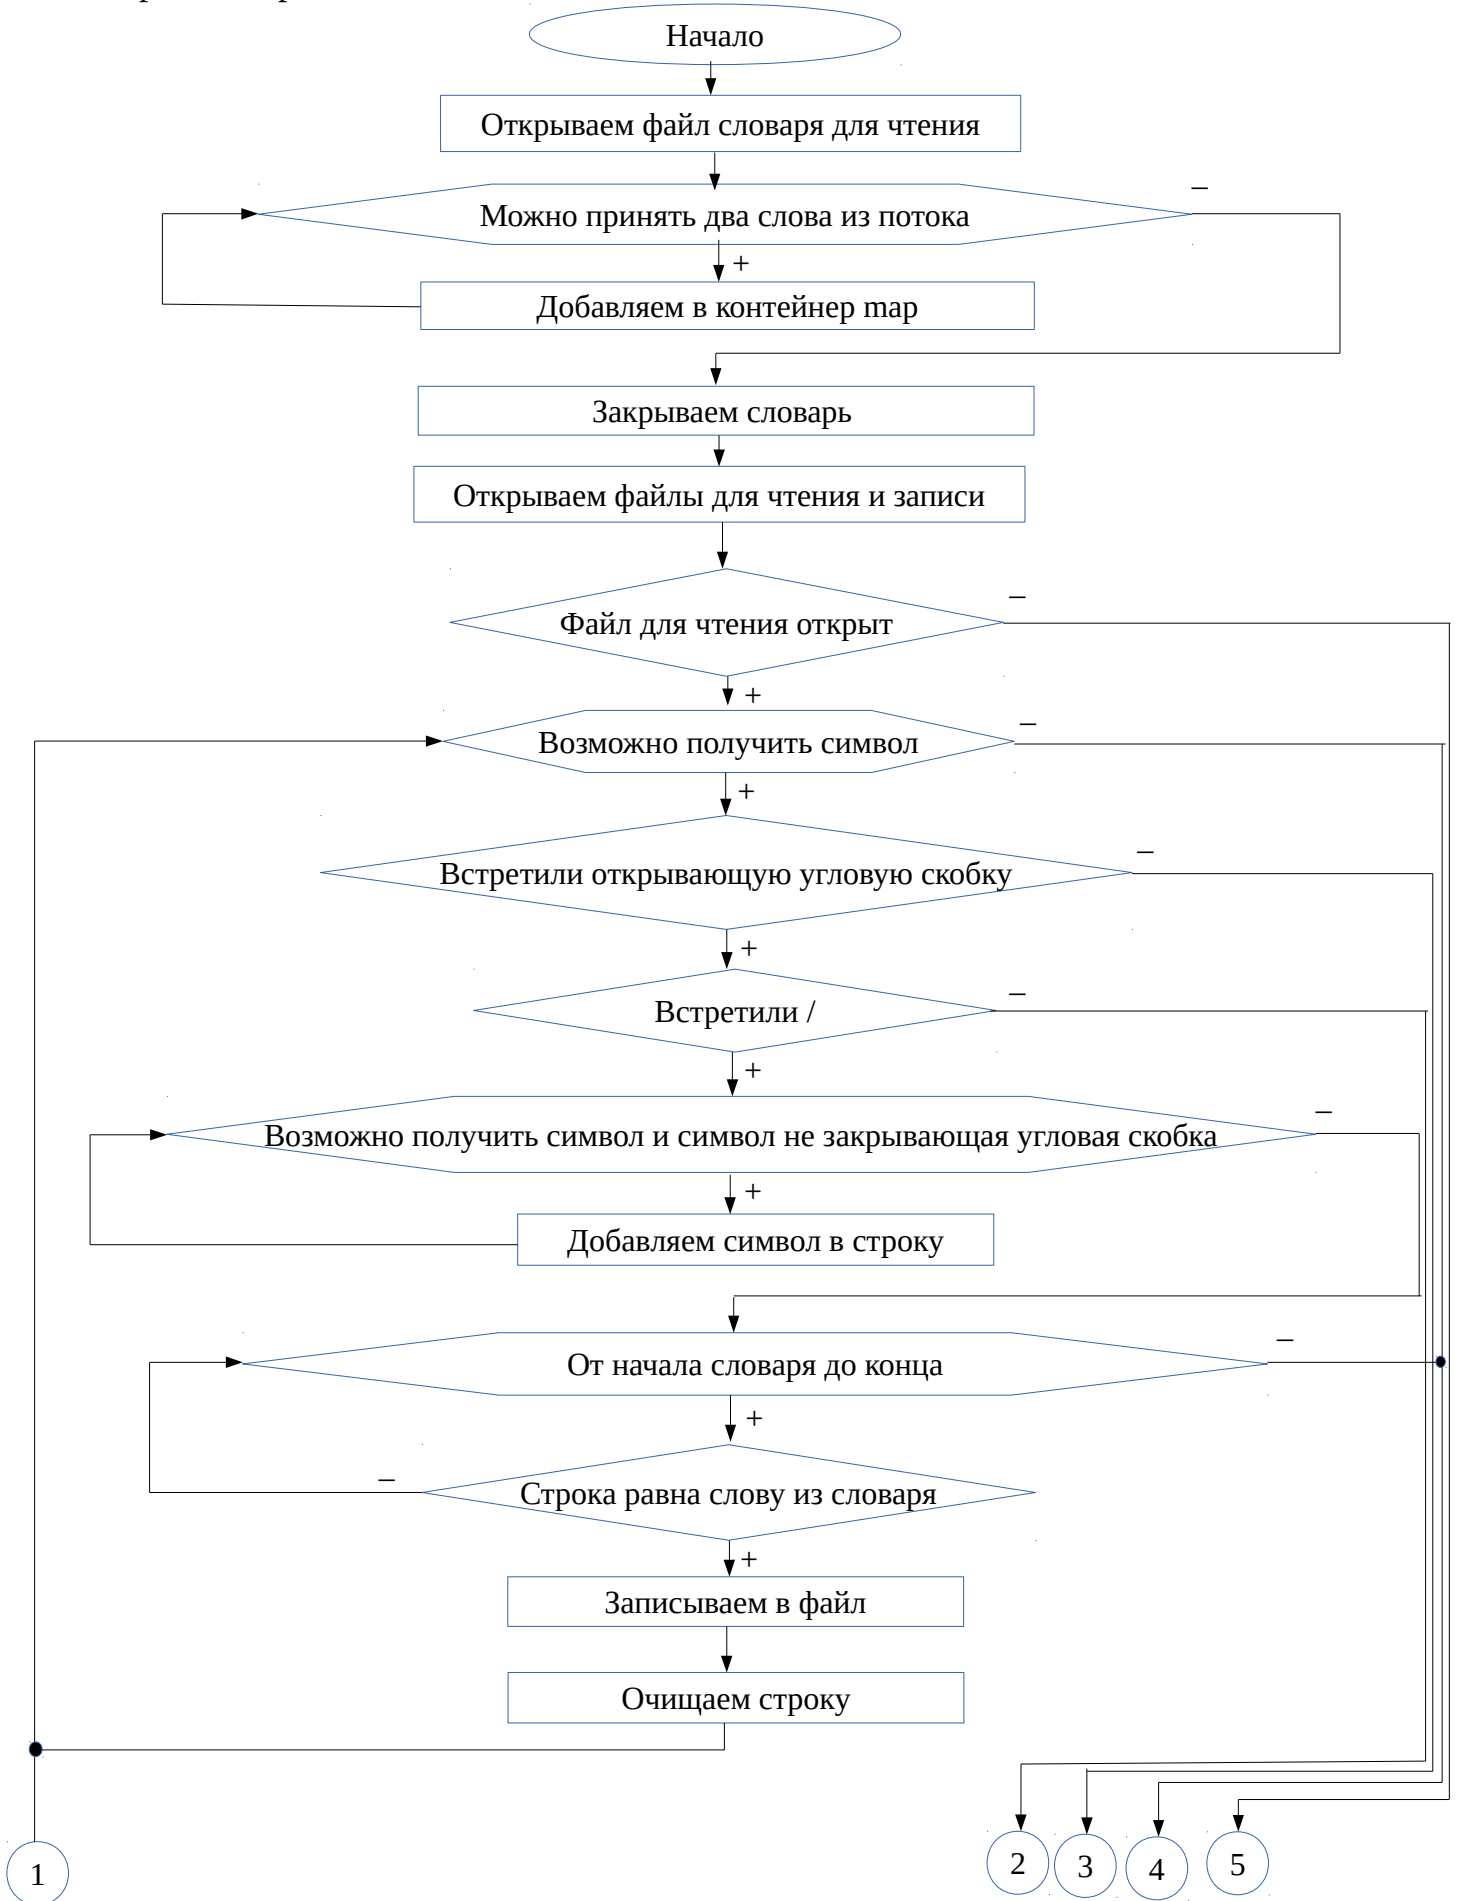 Начало
Открываем файл словаря для чтения
–
Можно принять два слова из потока
+
Добавляем в контейнер map
Закрываем словарь
Открываем файлы для чтения и записи
–
Файл для чтения открыт
+
–
Возможно получить символ
+
–
Встретили открывающую угловую скобку
+
–
Встретили /
+
–
Возможно получить символ и символ не закрывающая угловая скобка
+
Добавляем символ в строку
–
От начала словаря до конца
+
–
Строка равна слову из словаря
+
Записываем в файл
Очищаем строку
1 2 3 4 5